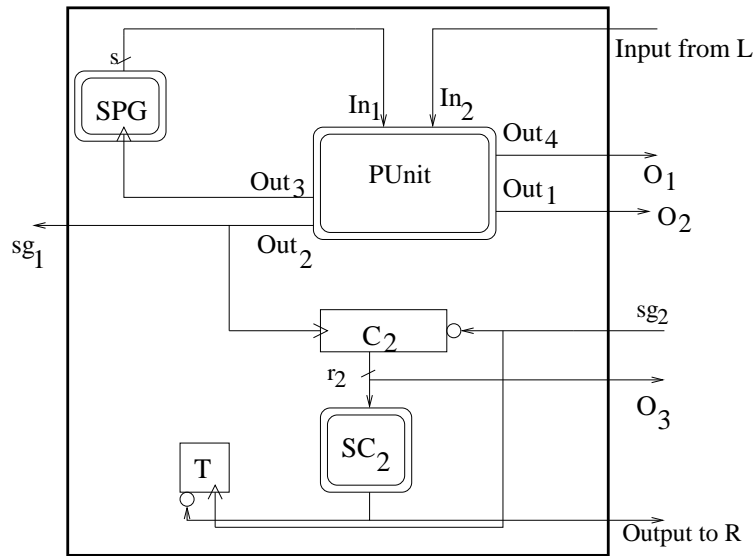 s
Input from L
SPG
In1
In2
Out4
PUnit
O1
Out3
Out1
O2
Out2
sg1
sg2
C2
r2
O3
SC2
T
Output to R